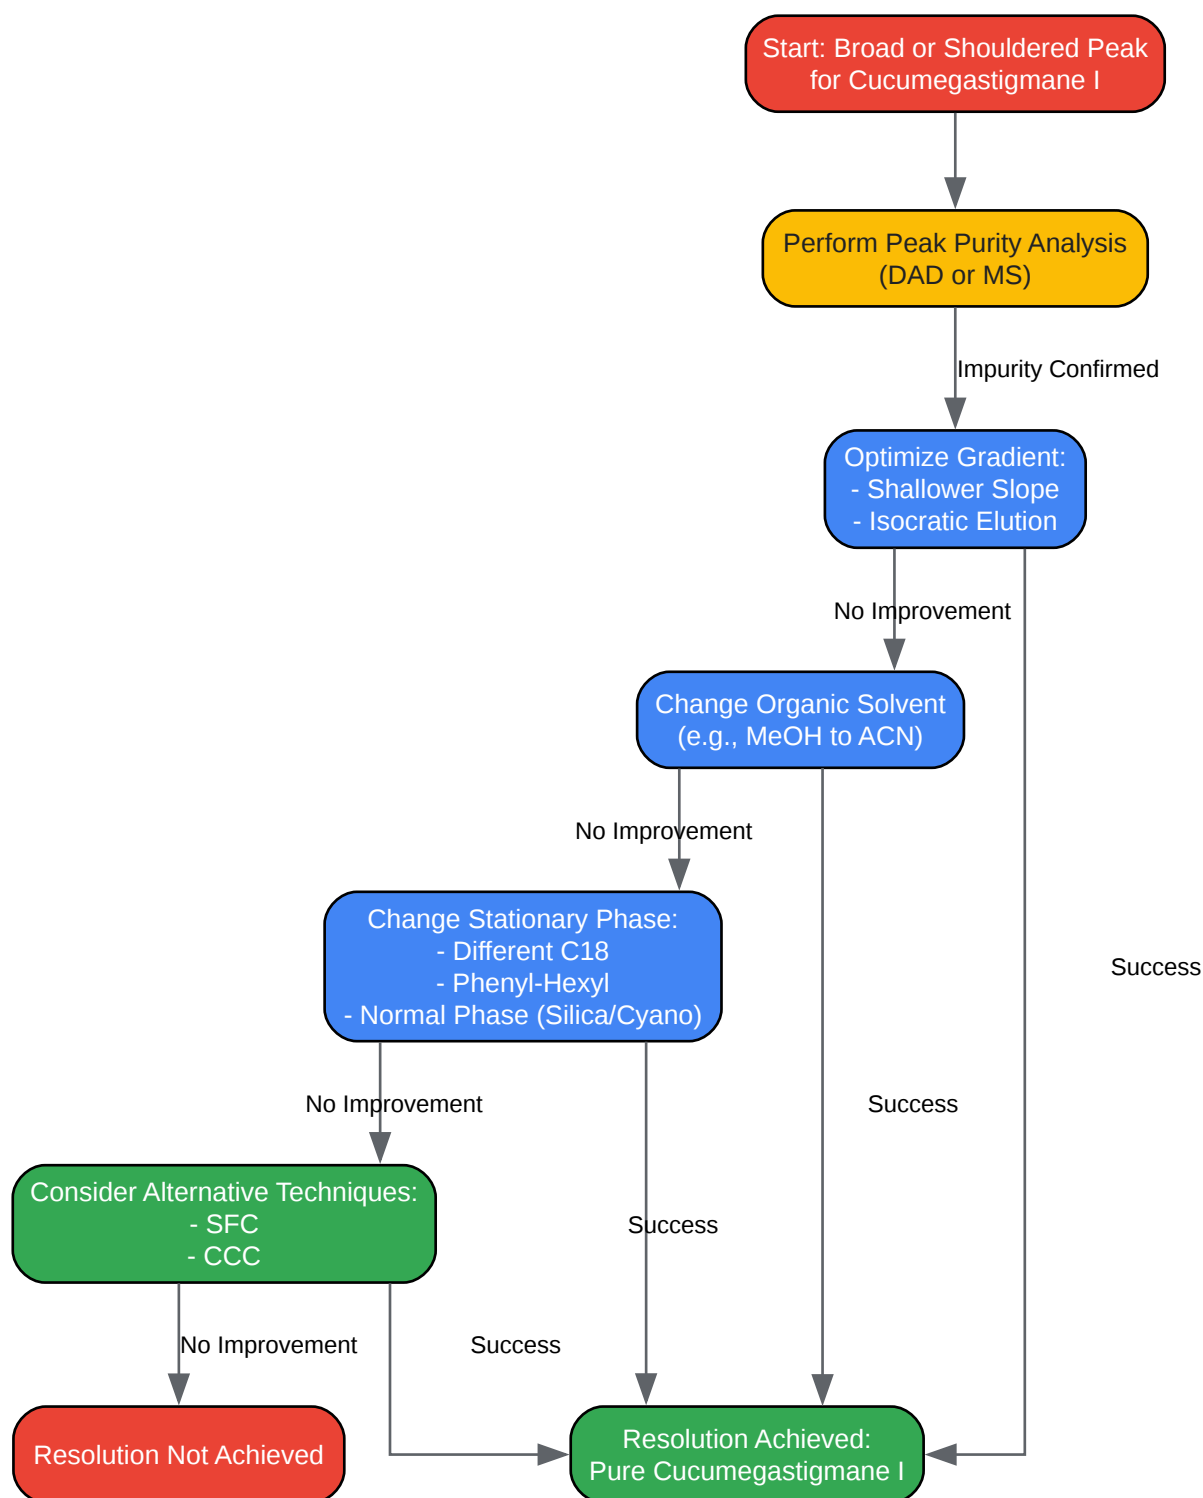 Start: Broad or Shouldered Peak
for Cucumegastigmane I
Perform Peak Purity Analysis
(DAD or MS)
Impurity Confirmed
Optimize Gradient:
- Shallower Slope
- Isocratic Elution
No Improvement
Change Organic Solvent
(e.g., MeOH to ACN)
No Improvement
Change Stationary Phase:
- Different C18
- Phenyl-Hexyl
- Normal Phase (Silica/Cyano)
Success
No Improvement
Success
Consider Alternative Techniques:
- SFC
- CCC
Success
No Improvement
Success
Resolution Not Achieved
Resolution Achieved:
Pure Cucumegastigmane I